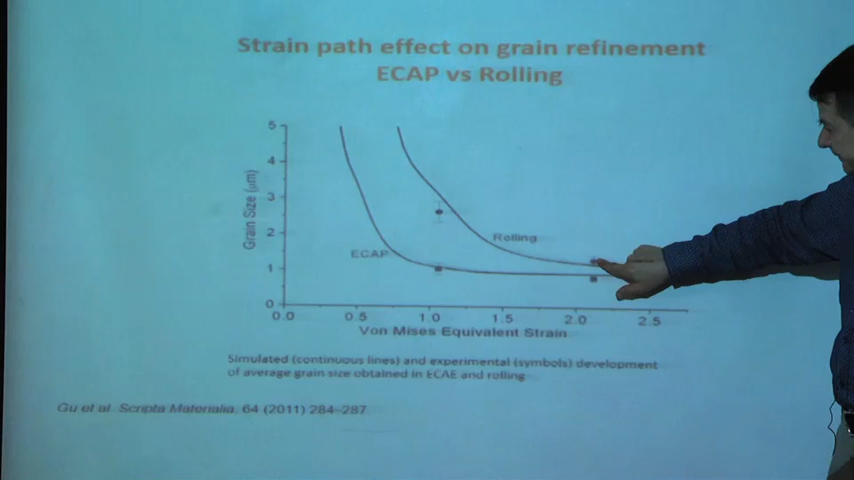 Strain path effect on grain refinement
ECAP vs Rolling
5
4
3
2
1
0
Grain Size (μm)
Rolling
ECAP
0.0 0.5 1.0 1.5 2.0 2.5
Von Mises Equivalent Strain
Simulated (continuous lines) and experimental (symbols) development
of average grain size obtained in ECAE and rolling
Gu et al. Scripta Materialia, 64 (2011) 284–287